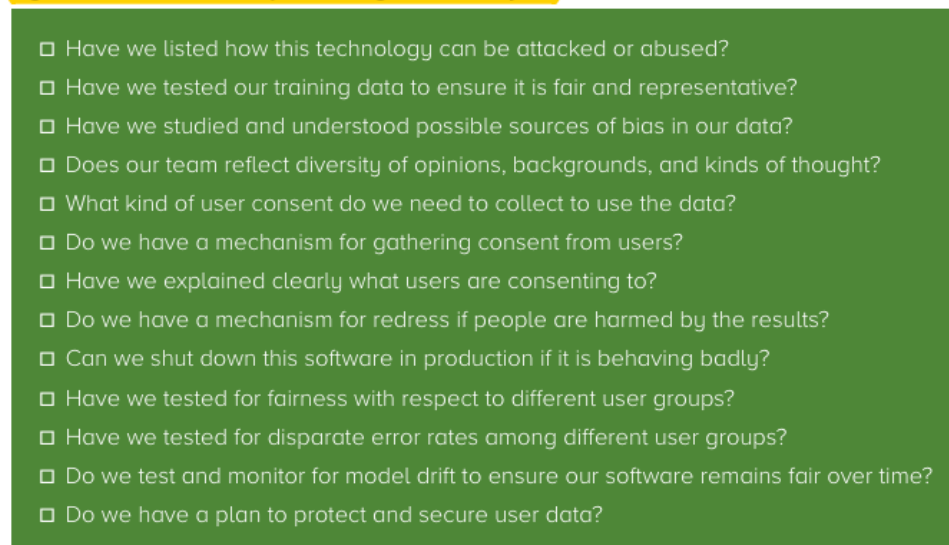 Have we listed how this technology can be attacked or abused?
Have we tested our training data to ensure it is fair and representative?
Have we studied and understood possible sources of bias in our data?
Does our team reflect diversity of opinions, backgrounds, and kinds of thought?
What kind of user consent do we need to collect to use the data?
Do we have a mechanism for gathering consent from users?
Have we explained clearly what users are consenting to?
Do we have a mechanism for redress if people are harmed by the results?
Can we shut down this software in production if it is behaving badly?
Have we tested for fairness with respect to different user groups?
Have we tested for disparate error rates among different user groups?
Do we test and monitor for model drift to ensure our software remains fair over time?
Do we have a plan to protect and secure user data?